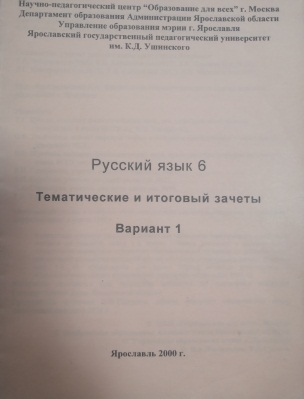 Научно-педагогический центр “Образование для всех” г. Москва
Департамент образования Администрации Ярославской области
Управление образования мэрии г. Ярославля
Ярославский государственный педагогический университет
им. К.Д. Ушинского
Русский язык 6
Тематические и итоговый зачеты
Вариант 1
Ярославль 2000 г.